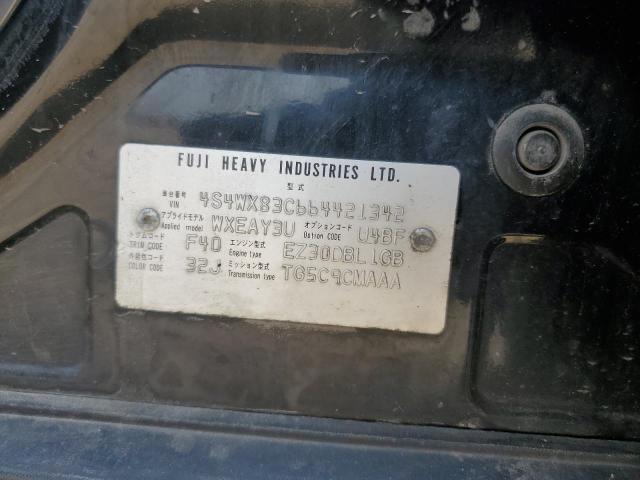 FUJI HEAVY INDUSTRIES LTD.
型式
車台番号 VIN 4S4WX83C664421342
アプライドモデル Applied model WXEAY3U オプションコード Option CODE U4BF
トリムコード TRIM CODE F40 エンジン型式 Engine type EZ30DBL1GB
外装色コード COLOR CODE 32J ミッション型式 Transmission type TG5C9CMAAA